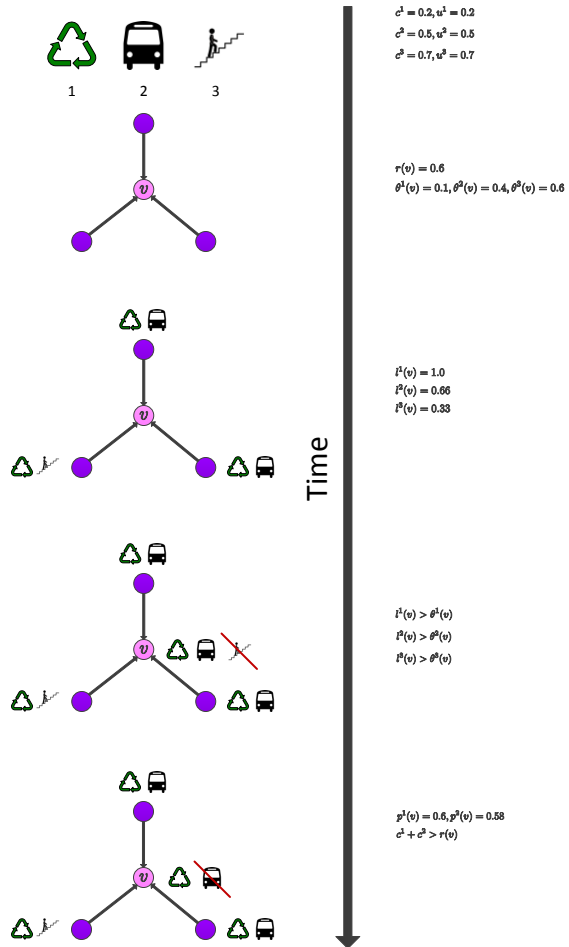 c¹ = 0.2, u¹ = 0.2
c² = 0.5, u² = 0.5
c³ = 0.7, u³ = 0.7
1 2 3
r(v) = 0.6
θ¹(v) = 0.1, θ²(v) = 0.4, θ³(v) = 0.6
v
l¹(v) = 1.0
l²(v) = 0.66
l³(v) = 0.33
v
Time
l¹(v) > θ¹(v)
l²(v) > θ²(v)
l³(v) > θ³(v)
v
p¹(v) = 0.6, p²(v) = 0.58
c¹ + c² > r(v)
v